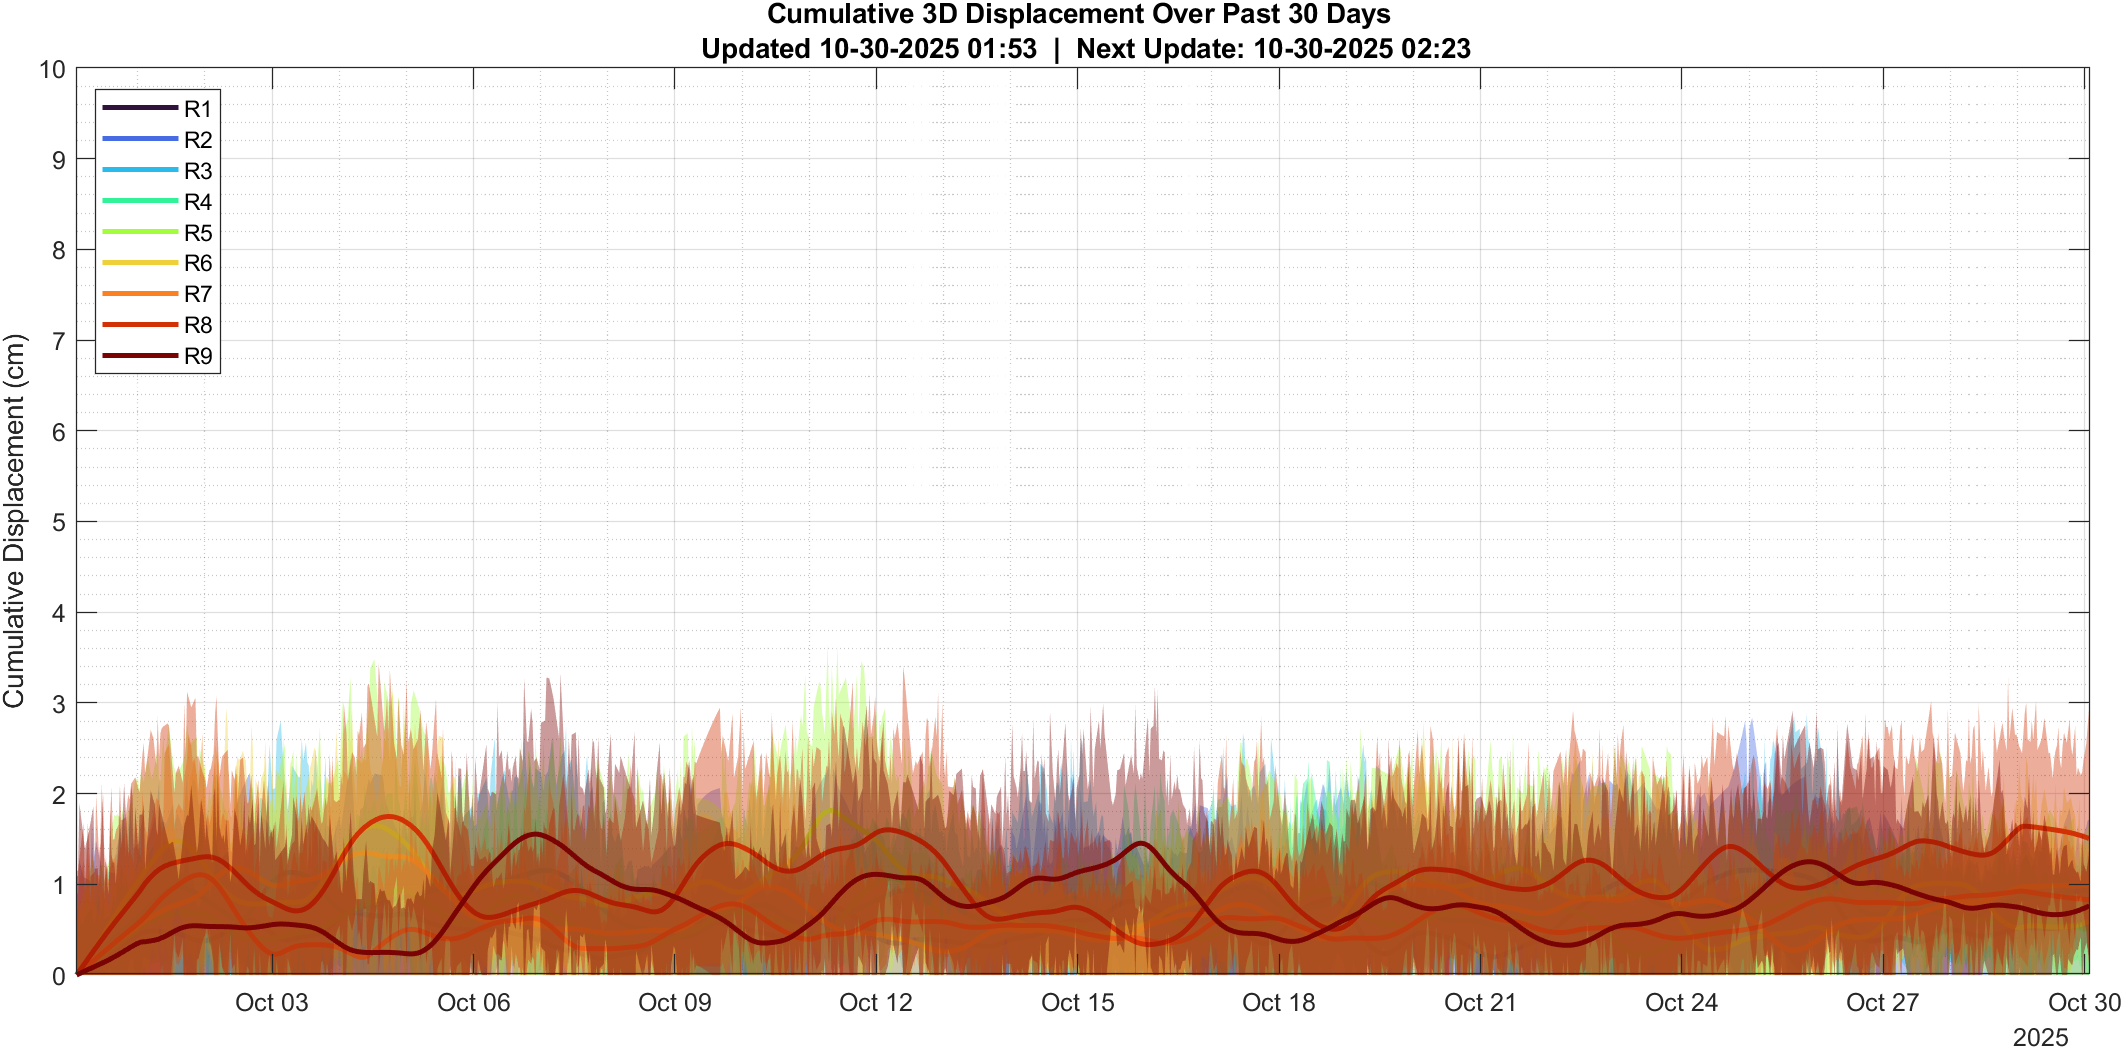 Cumulative 3D Displacement Over Past 30 Days
Updated 10-30-2025 01:53 | Next Update: 10-30-2025 02:23
10
9
8
7
6
5
4
3
2
1
0
Cumulative Displacement (cm)
R1
R2
R3
R4
R5
R6
R7
R8
R9
Oct 03 Oct 06 Oct 09 Oct 12 Oct 15 Oct 18 Oct 21 Oct 24 Oct 27 Oct 30
2025